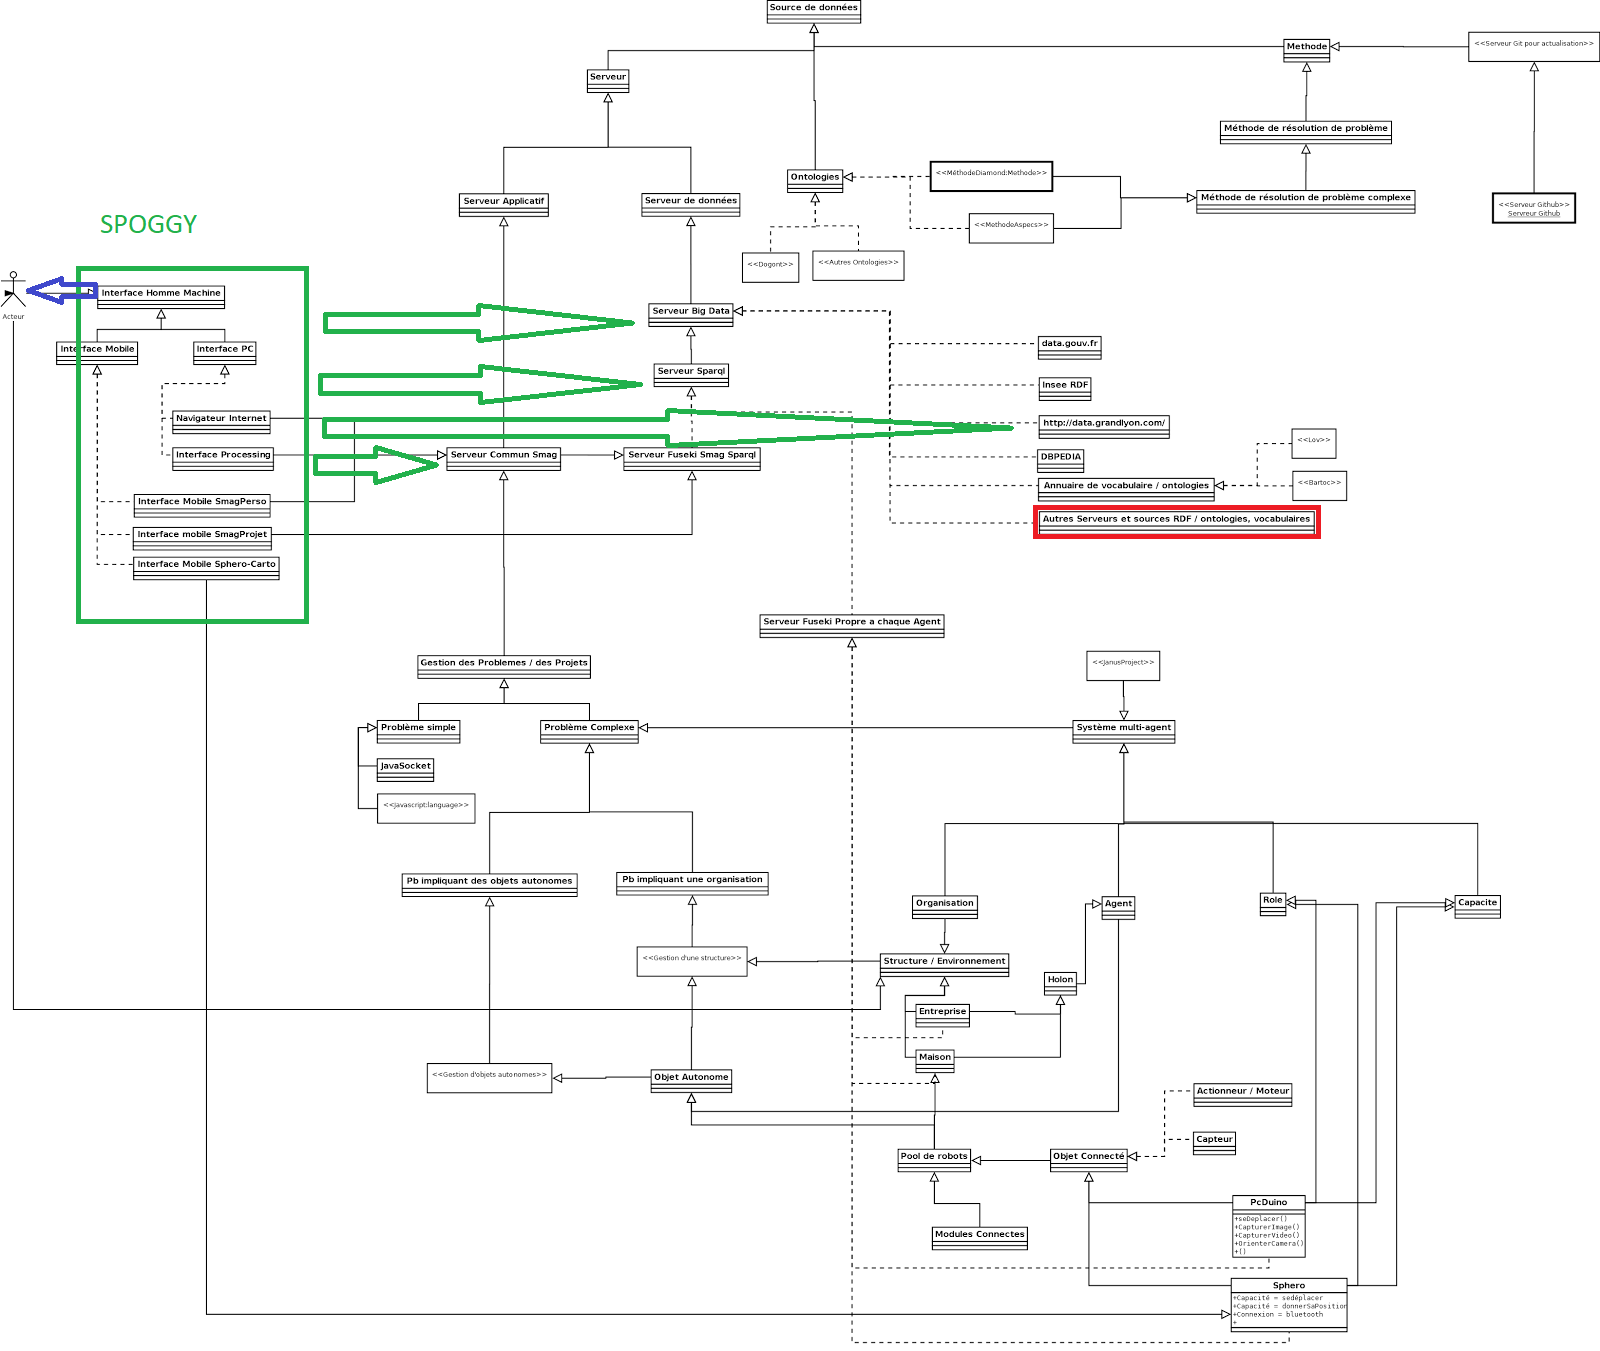 Source de données
Methode
<<Serveur Git pour actualisation>>
Serveur
Méthode de résolution de problème
Ontologies
<<MéthodeDiamond:Methode>>
Serveur Applicatif
Serveur de données
Méthode de résolution de problème complexe
<<Serveur Github>>
Servreur Github
<<MethodeAspecs>>
SPOGGY
<<Dogont>>
<<Autres Ontologies>>
Interface Homme Machine
Acteur
Serveur Big Data
Interface Mobile
Interface PC
data.gouv.fr
Serveur Sparql
Insee RDF
Navigateur Internet
http://data.grandlyon.com/
<<Lov>>
Interface Processing
Serveur Commun Smag
Serveur Fuseki Smag Sparql
DBPEDIA
Annuaire de vocabulaire / ontologies
<<Bartoc>>
Interface Mobile SmagPerso
Autres Serveurs et sources RDF / ontologies, vocabulaires
Interface mobile SmagProjet
Interface Mobile Sphero-Carto
Serveur Fuseki Propre a chaque Agent
Gestion des Problemes / des Projets
<<JanusProject>>
Problème simple
Problème Complexe
Système multi-agent
JavaSocket
<<Javascript:language>>
Pb impliquant des objets autonomes
Pb impliquant une organisation
Organisation
Agent
Role
Capacite
<<Gestion d'une structure>>
Structure / Environnement
Holon
Entreprise
Maison
<<Gestion d'objets autonomes>>
Objet Autonome
Actionneur / Moteur
Capteur
Pool de robots
Objet Connecté
PcDuino
+seDeplacer()
+CapturerImage()
+CapturerVideo()
+OrienterCamera()
+()
Modules Connectes
Sphero
+Capacité = sedéplacer
+Capacité = donnerSaPosition
+Connexion = bluetooth
+